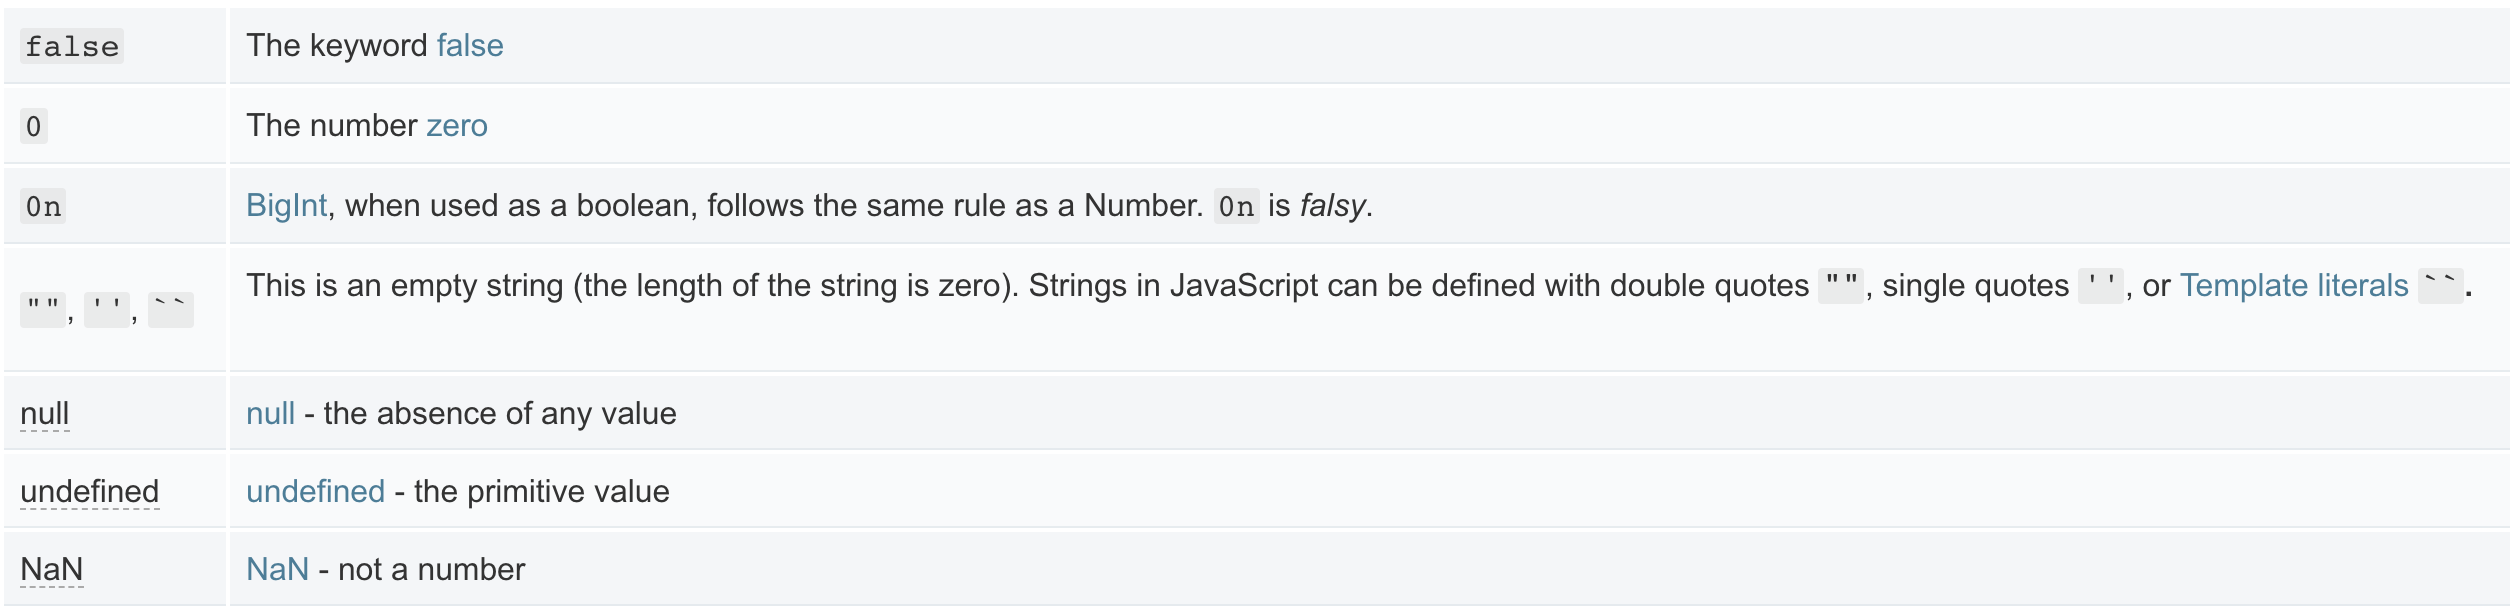 false The keyword false
0 The number zero
0n BigInt, when used as a boolean, follows the same rule as a Number. 0n is falsy.
"", '', `` This is an empty string (the length of the string is zero). Strings in JavaScript can be defined with double quotes "", single quotes '', or Template literals ``.
null null - the absence of any value
undefined undefined - the primitive value
NaN NaN - not a number